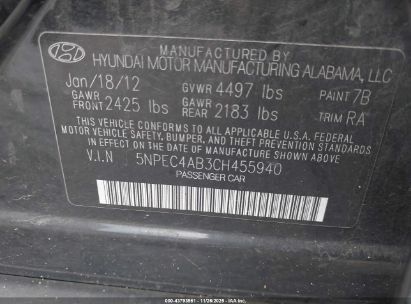 MANUFACTURED BY
HYUNDAI MOTOR MANUFACTURING ALABAMA, LLC
Jan/18/12 GVWR 4497 lbs PAINT 7B
GAWR FRONT 2425 lbs GAWR REAR 2183 lbs TRIM RA
THIS VEHICLE CONFORMS TO ALL APPLICABLE U.S.A. FEDERAL
MOTOR VEHICLE SAFETY, BUMPER, AND THEFT PREVENTION STANDARDS
IN EFFECT ON THE DATE OF MANUFACTURE SHOWN ABOVE.
V.I.N 5NPEC4AB3CH455940
PASSENGER CAR